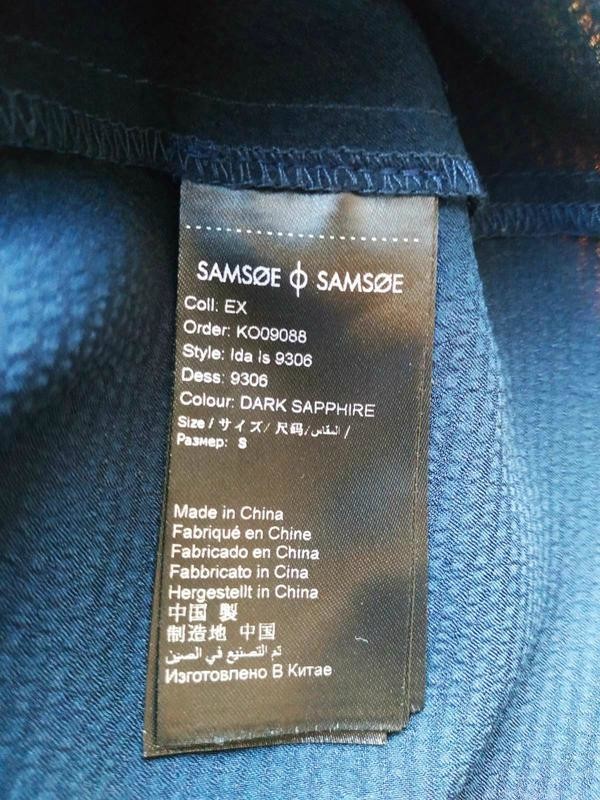 SAMSØE ϕ SAMSØE
Coll: EX
Order: KO09088
Style: Ida ls 9306
Dess: 9306
Colour: DARK SAPPHIRE
Size / サイズ / 尺码 / المقاس /
Размер: S
Made in China
Fabriqué en Chine
Fabricado en China
Fabbricato in Cina
Hergestellt in China
中国 製
制造地 中国
تم التصنيع في الصين
Изготовлено В Китае